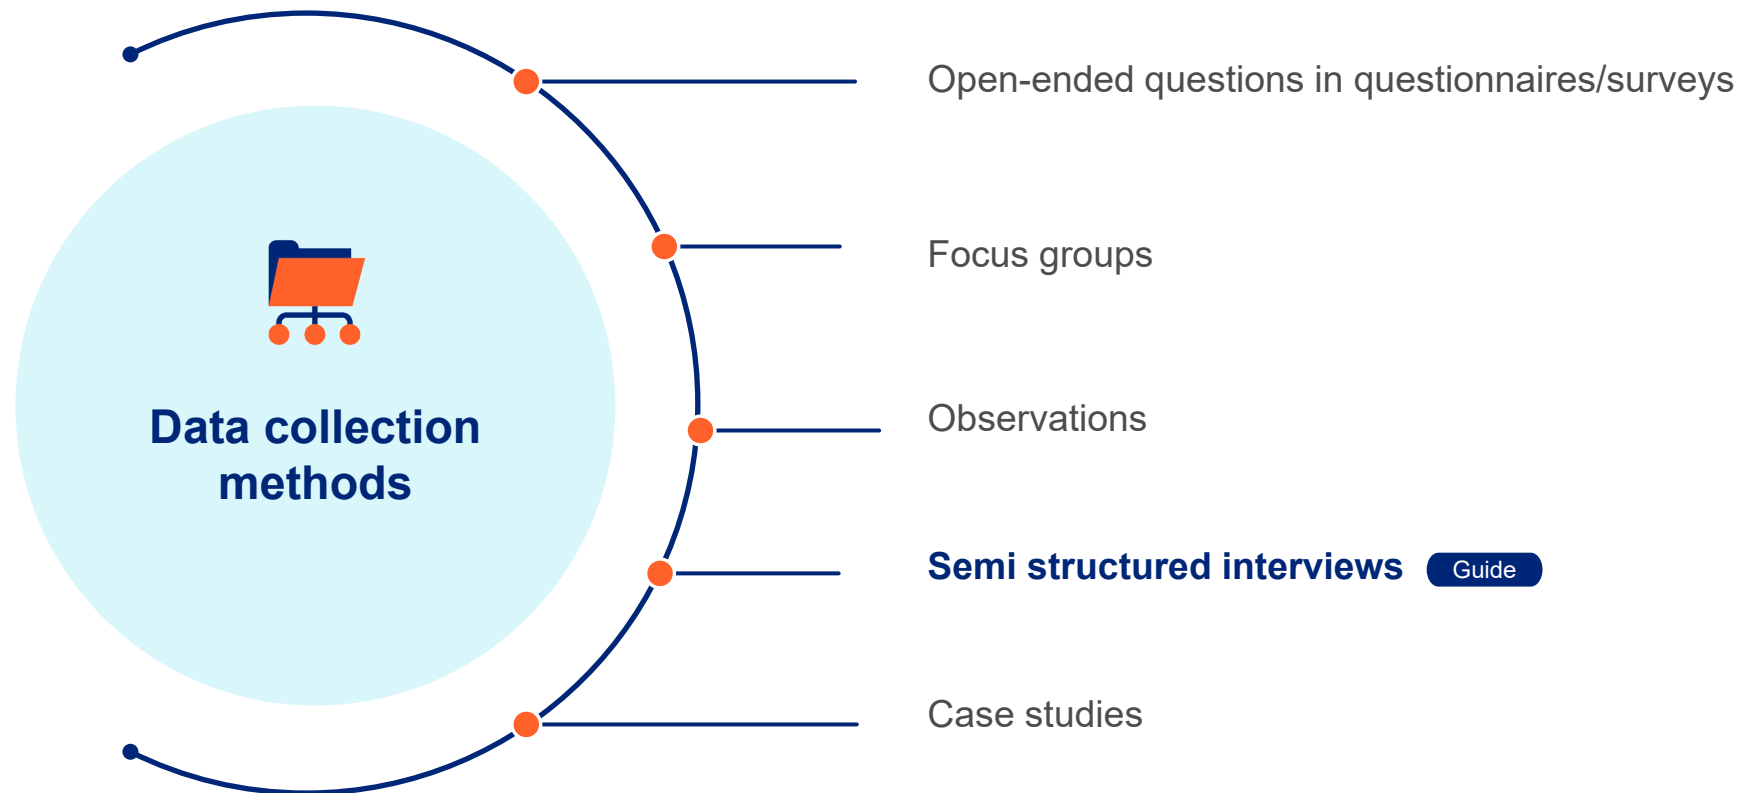 Data collection
methods
Open-ended questions in questionnaires/surveys
Focus groups
Observations
Semi structured interviews Guide
Case studies